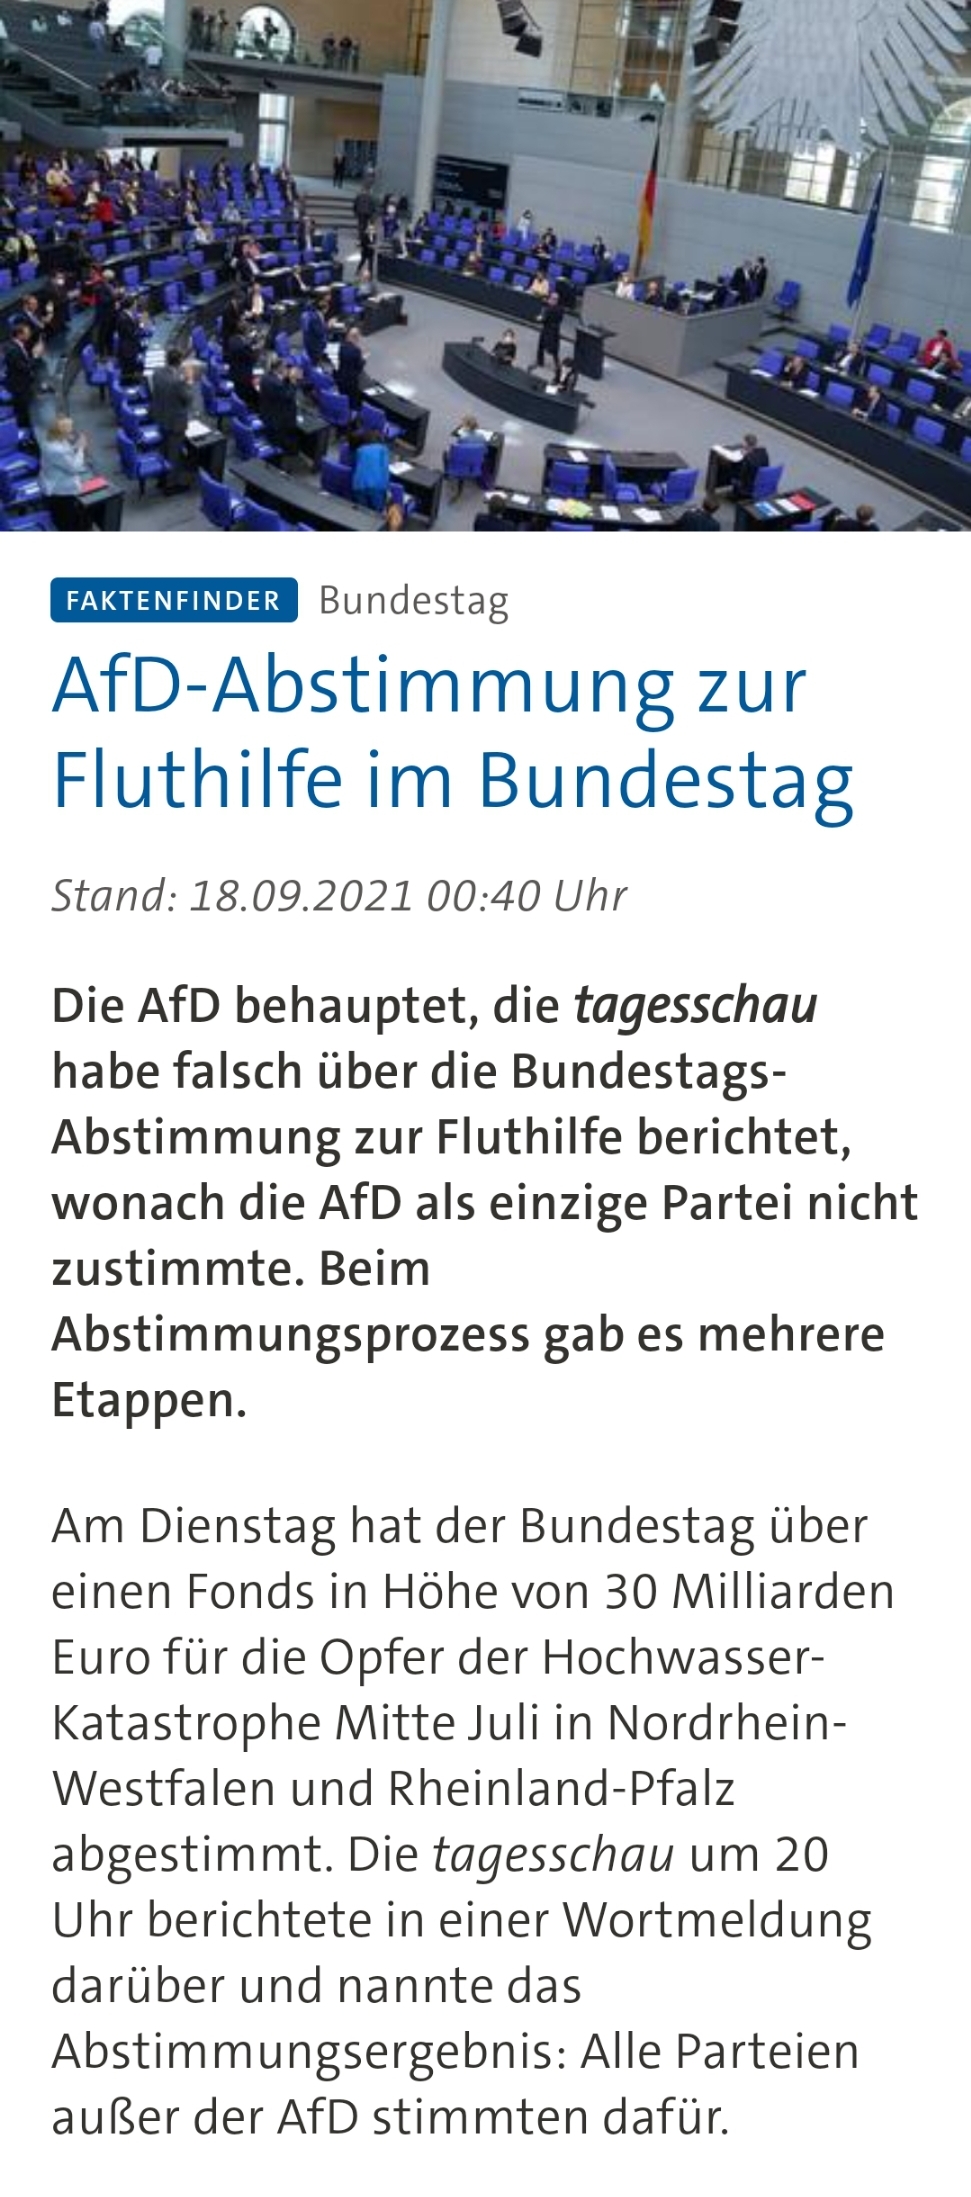 FAKTENFINDER Bundestag
AfD-Abstimmung zur
Fluthilfe im Bundestag
Stand: 18.09.2021 00:40 Uhr
Die AfD behauptet, die tagesschau
habe falsch über die Bundestags-
Abstimmung zur Fluthilfe berichtet,
wonach die AfD als einzige Partei nicht
zustimmte. Beim
Abstimmungsprozess gab es mehrere
Etappen.
Am Dienstag hat der Bundestag über
einen Fonds in Höhe von 30 Milliarden
Euro für die Opfer der Hochwasser-
Katastrophe Mitte Juli in Nordrhein-
Westfalen und Rheinland-Pfalz
abgestimmt. Die tagesschau um 20
Uhr berichtete in einer Wortmeldung
darüber und nannte das
Abstimmungsergebnis: Alle Parteien
außer der AfD stimmten dafür.